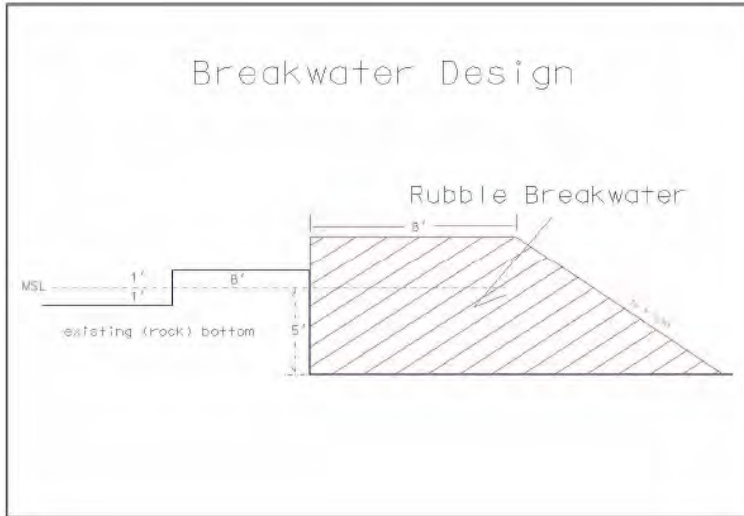 Breakwater Design
Rubble Breakwater
8'
1'
8'
MSL
1'
existing (rock) bottom
5'